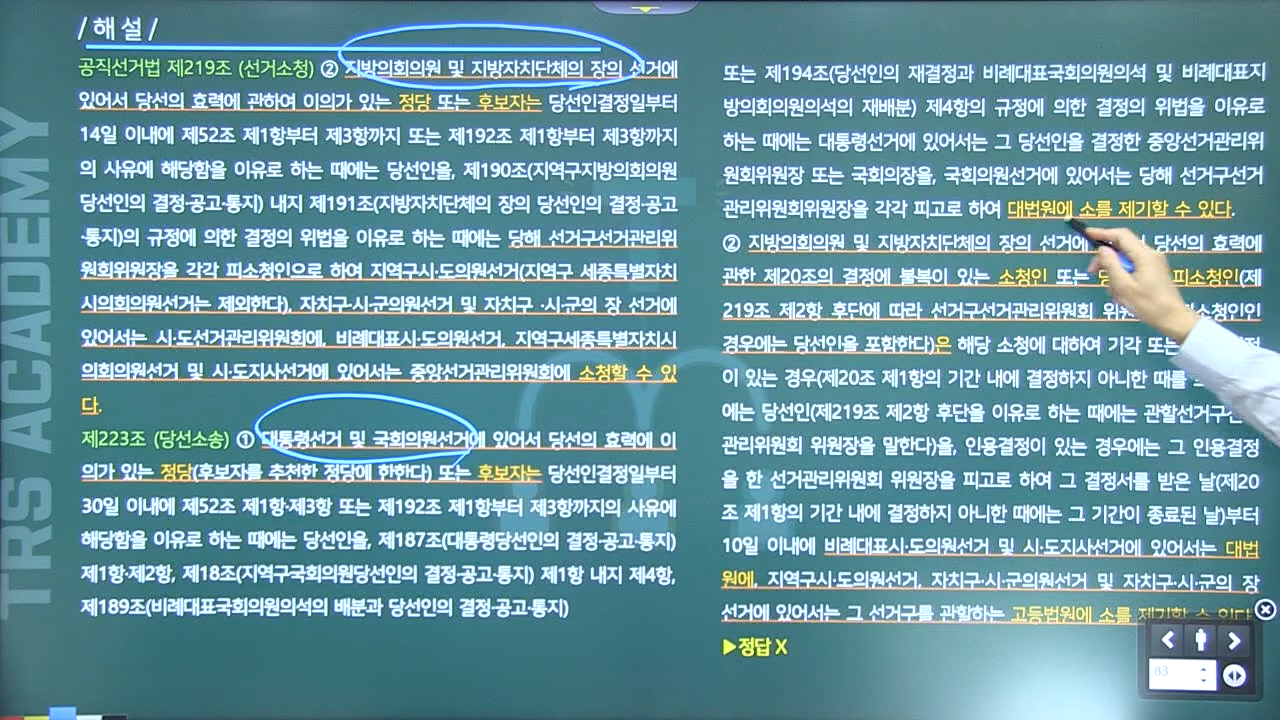 / 해 설 /
공직선거법 제219조 (선거소청) ② 지방의회의원 및 지방자치단체의 장의 선거에
있어서 당선의 효력에 관하여 이의가 있는 정당 또는 후보자는 당선인결정일부터
14일 이내에 제52조 제1항부터 제3항까지 또는 제192조 제1항부터 제3항까지
의 사유에 해당함을 이유로 하는 때에는 당선인을, 제190조(지역구지방의회의원
당선인의 결정·공고·통지) 내지 제191조(지방자치단체의 장의 당선인의 결정·공고
·통지)의 규정에 의한 결정의 위법을 이유로 하는 때에는 당해 선거구선거관리위
원회위원장을 각각 피소청인으로 하여 지역구시·도의원선거(지역구 세종특별자치
시의회의원선거는 제외한다), 자치구·시·군의원선거 및 자치구 ·시·군의 장 선거에
있어서는 시·도선거관리위원회에, 비례대표시·도의원선거, 지역구세종특별자치시
의회의원선거 및 시·도지사선거에 있어서는 중앙선거관리위원회에 소청할 수 있
다.
제223조 (당선소송) ① 대통령선거 및 국회의원선거에 있어서 당선의 효력에 이
의가 있는 정당(후보자를 추천한 정당에 한한다) 또는 후보자는 당선인결정일부터
30일 이내에 제52조 제1항·제3항 또는 제192조 제1항부터 제3항까지의 사유에
해당함을 이유로 하는 때에는 당선인을, 제187조(대통령당선인의 결정·공고·통지)
제1항·제2항, 제18조(지역구국회의원당선인의 결정·공고·통지) 제1항 내지 제4항,
제189조(비례대표국회의원의석의 배분과 당선인의 결정·공고·통지)
또는 제194조(당선인의 재결정과 비례대표국회의원의석 및 비례대표지
방의회의원의석의 재배분) 제4항의 규정에 의한 결정의 위법을 이유로
하는 때에는 대통령선거에 있어서는 그 당선인을 결정한 중앙선거관리위
원회위원장 또는 국회의장을, 국회의원선거에 있어서는 당해 선거구선거
관리위원회위원장을 각각 피고로 하여 대법원에 소를 제기할 수 있다.
② 지방의회의원 및 지방자치단체의 장의 선거에 당선의 효력에
관한 제20조의 결정에 불복이 있는 소청인 또는 피소청인(제
219조 제2항 후단에 따라 선거구선거관리위원회
경우에는 당선인을 포함한다)은 해당 소청에 대하여 기각 또는
이 있는 경우(제20조 제1항의 기간 내에 결정하지 아니한 때를
에는 당선인(제219조 제2항 후단을 이유로 하는 때에는 관할선거구
관리위원회 위원장을 말한다)을, 인용결정이 있는 경우에는 그 인용결정
을 한 선거관리위원회 위원장을 피고로 하여 그 결정서를 받은 날(제20
조 제1항의 기간 내에 결정하지 아니한 때에는 그 기간이 종료된 날)부터
10일 이내에 비례대표시·도의원선거 및 시·도지사선거에 있어서는 대법
원에, 지역구시·도의원선거, 자치구·시·군의원선거 및 자치구·시·군의 장
선거에 있어서는 그 선거구를 관할하는 고등법원에 소를 제기할 수 있다
▶정답 X
TRS ACADEMY
83